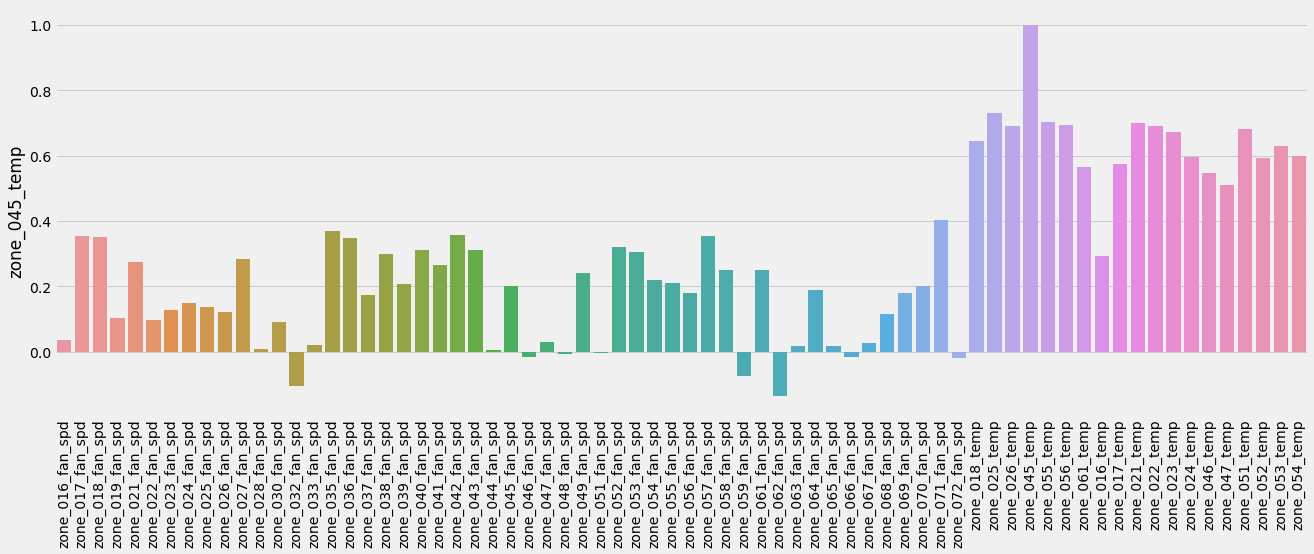 1.0
0.8
0.6
0.4
0.2
0.0
zone_045_temp
zone_016_fan_spd
zone_017_fan_spd
zone_018_fan_spd
zone_019_fan_spd
zone_021_fan_spd
zone_022_fan_spd
zone_023_fan_spd
zone_024_fan_spd
zone_025_fan_spd
zone_026_fan_spd
zone_027_fan_spd
zone_028_fan_spd
zone_030_fan_spd
zone_032_fan_spd
zone_033_fan_spd
zone_035_fan_spd
zone_036_fan_spd
zone_037_fan_spd
zone_038_fan_spd
zone_039_fan_spd
zone_040_fan_spd
zone_041_fan_spd
zone_042_fan_spd
zone_043_fan_spd
zone_044_fan_spd
zone_045_fan_spd
zone_046_fan_spd
zone_047_fan_spd
zone_048_fan_spd
zone_049_fan_spd
zone_051_fan_spd
zone_052_fan_spd
zone_053_fan_spd
zone_054_fan_spd
zone_055_fan_spd
zone_056_fan_spd
zone_057_fan_spd
zone_059_fan_spd
zone_061_fan_spd
zone_062_fan_spd
zone_063_fan_spd
zone_064_fan_spd
zone_065_fan_spd
zone_066_fan_spd
zone_067_fan_spd
zone_068_fan_spd
zone_069_fan_spd
zone_070_fan_spd
zone_071_fan_spd
zone_072_fan_spd
zone_018_temp
zone_025_temp
zone_026_temp
zone_045_temp
zone_055_temp
zone_056_temp
zone_061_temp
zone_016_temp
zone_017_temp
zone_021_temp
zone_022_temp
zone_023_temp
zone_024_temp
zone_046_temp
zone_047_temp
zone_051_temp
zone_052_temp
zone_053_temp
zone_054_temp